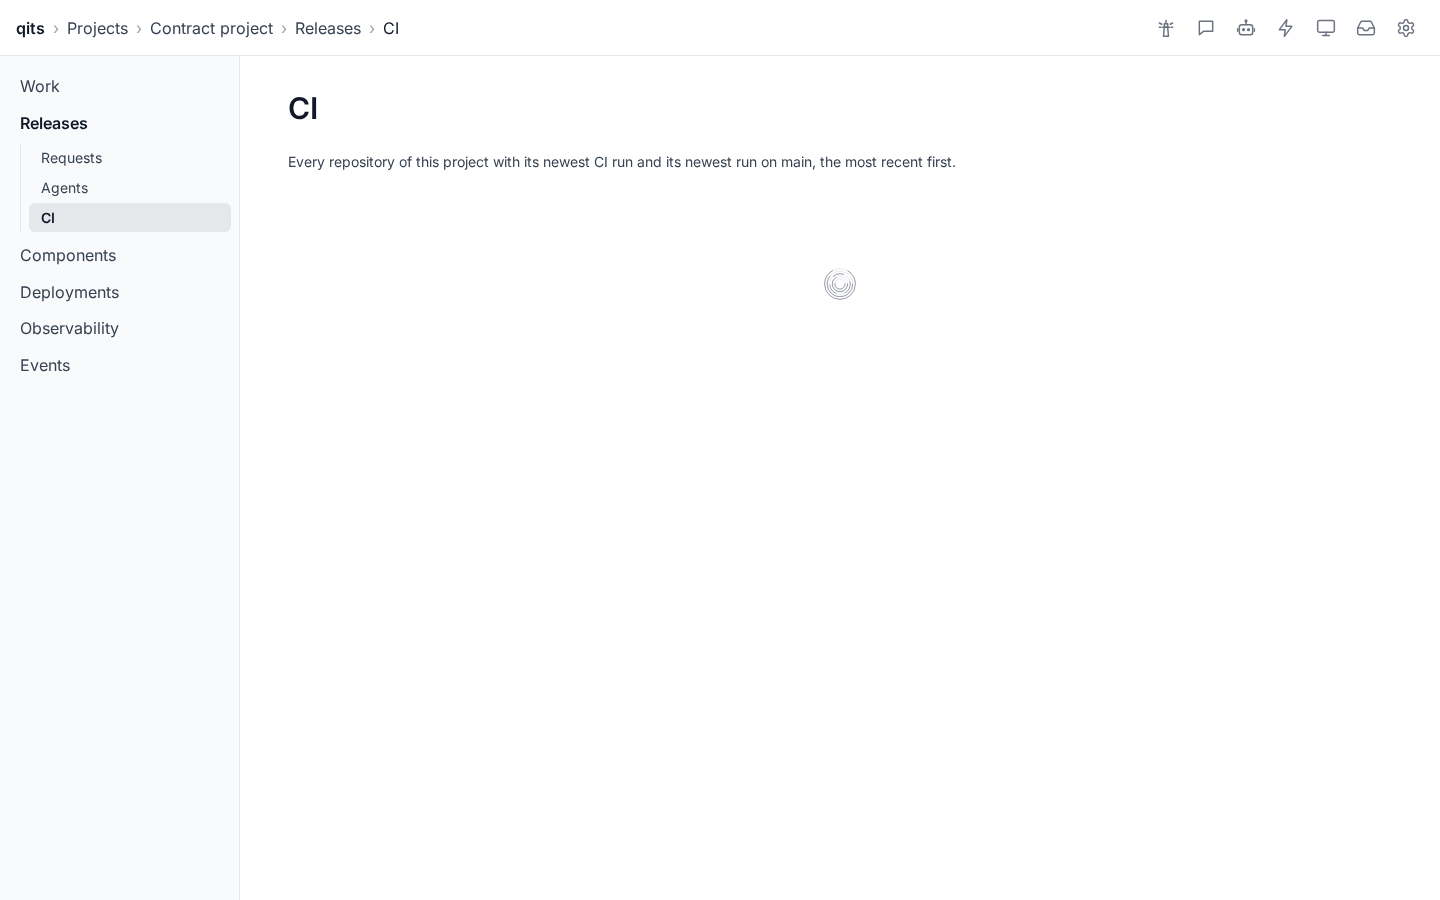 qits › Projects › Contract project › Releases › CI
Work
Releases
Requests
Agents
CI
Components
Deployments
Observability
Events
CI
Every repository of this project with its newest CI run and its newest run on main, the most recent first.